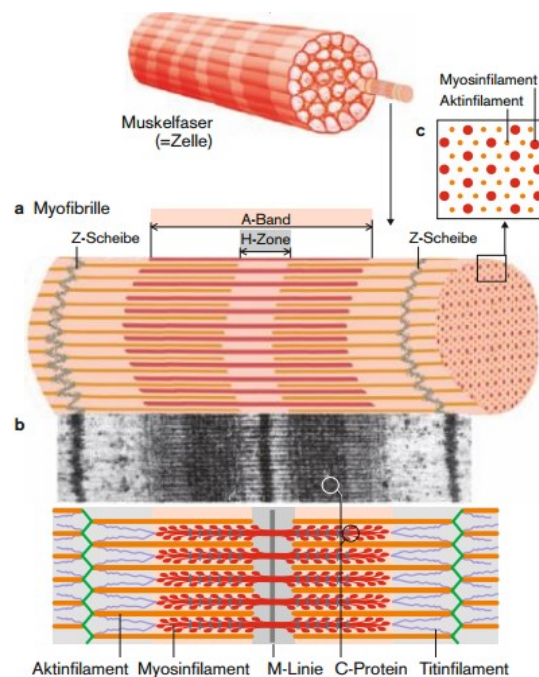 Muskelfaser
(=Zelle)
Myosinfilament
Aktinfilament
c
a Myofibrille
A-Band
H-Zone
Z-Scheibe
Z-Scheibe
b
Aktinfilament Myosinfilament M-Linie C-Protein Titinfilament